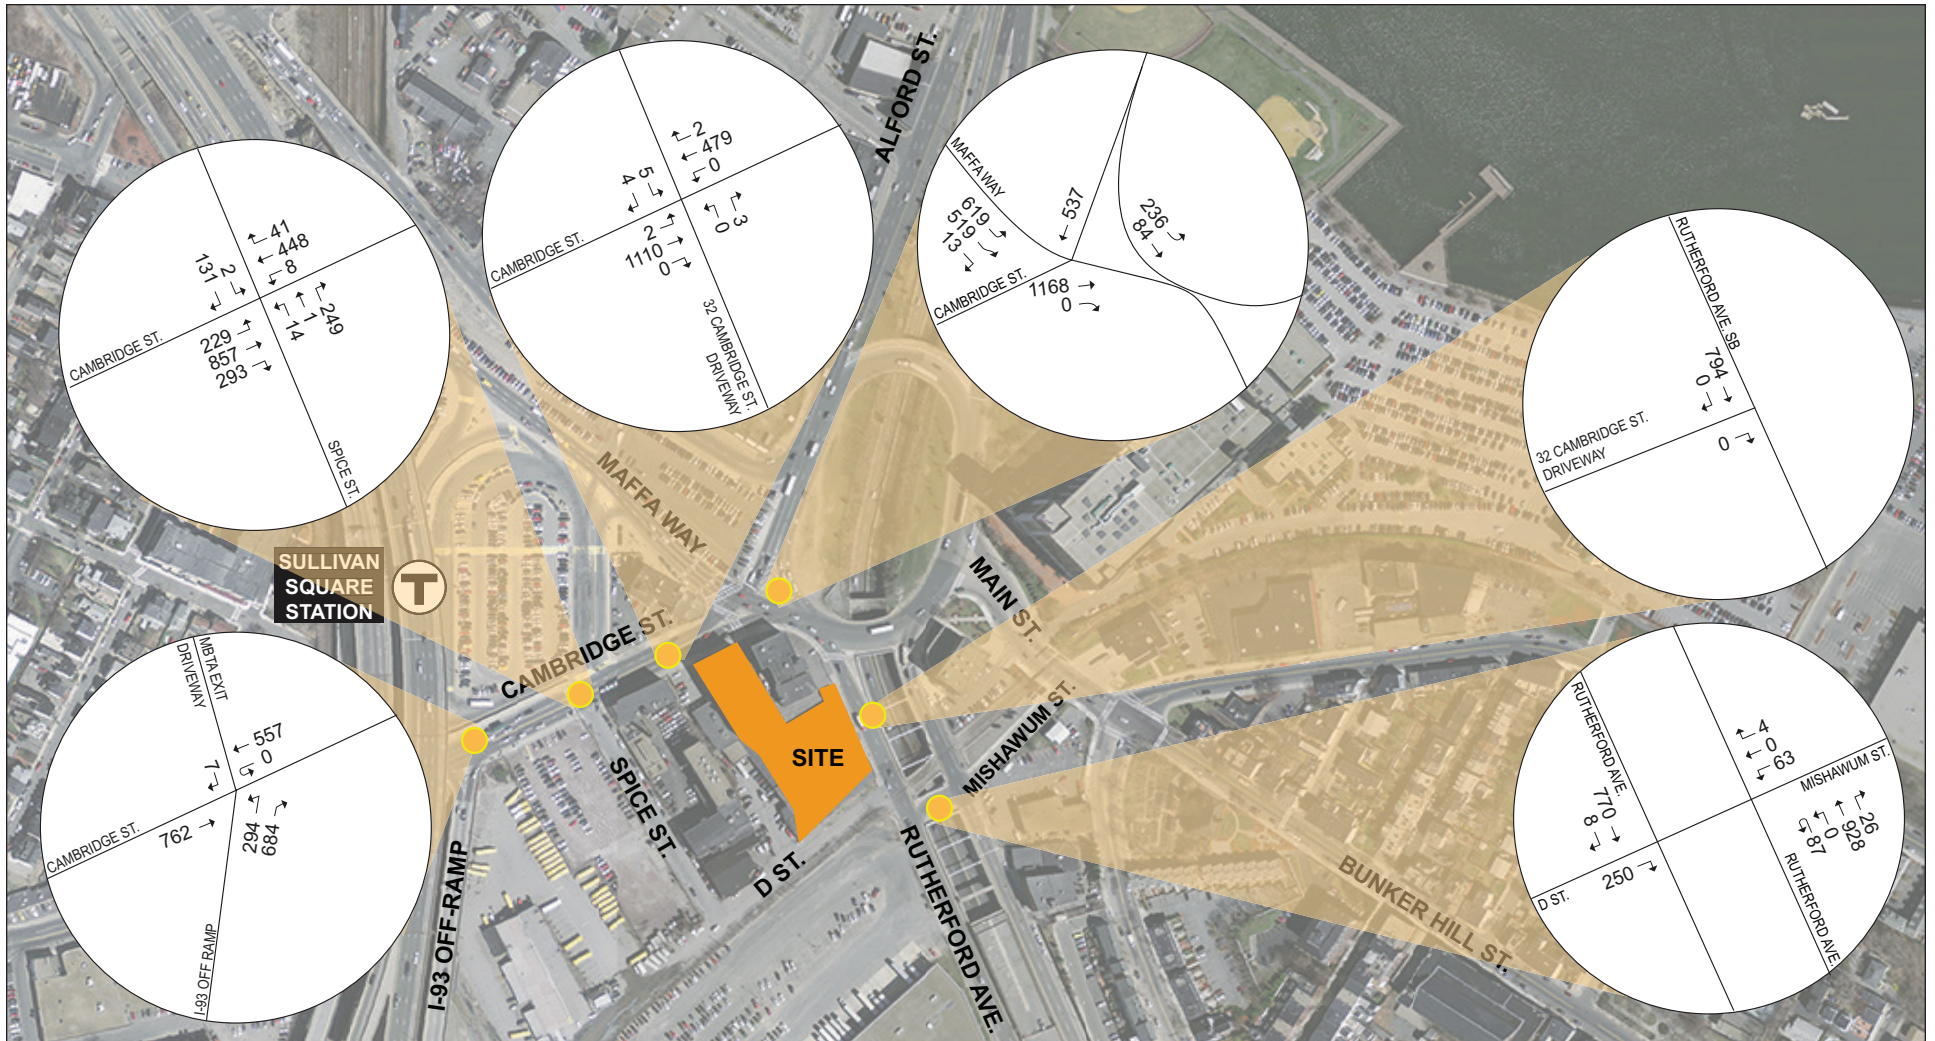 ALFORD ST.
2
479
0
5
4
2
1110
0
3
0
CAMBRIDGE ST.
32 CAMBRIDGE ST.
DRIVEWAY
MAFFA WAY
537
236
84
619
519
13
CAMBRIDGE ST.
1168
0
41
448
8
2
131
249
1
14
229
857
293
CAMBRIDGE ST.
SPICE ST.
RUTHERFORD AVE. SB
794
0
0
32 CAMBRIDGE ST.
DRIVEWAY
MAFFA WAY
SULLIVAN
SQUARE
STATION
T
MAIN ST.
CAMBRIDGE ST.
MISHAWUM ST.
SITE
SPICE ST.
D ST.
RUTHERFORD AVE.
I-93 OFF-RAMP
BUNKER HILL ST.
MBTA EXIT
DRIVEWAY
557
0
7
762
294
684
CAMBRIDGE ST.
I-93 OFF RAMP
RUTHERFORD AVE.
4
0
63
MISHAWUM ST.
770
8
250
D ST.
26
928
0
87
RUTHERFORD AVE.